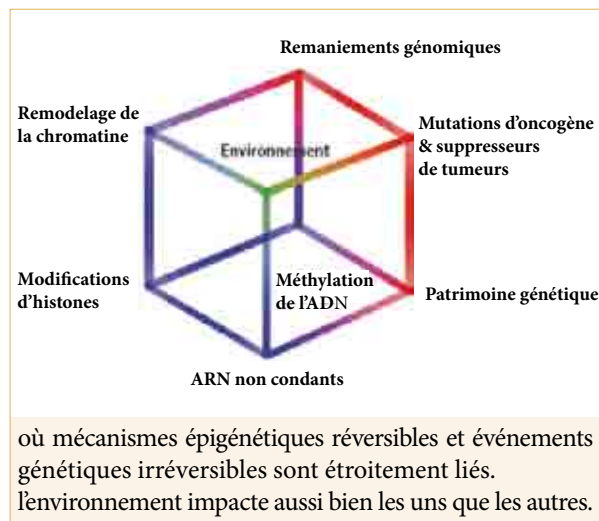 Remaniements génomiques
Remodelage de
la chromatine
Mutations d'oncogène
& suppresseurs
de tumeurs
Environnement
Modifications
d'histones
Méthylation
de l'ADN
Patrimoine génétique
ARN non condants
où mécanismes épigénétiques réversibles et événements
génétiques irréversibles sont étroitement liés.
l'environnement impacte aussi bien les uns que les autres.